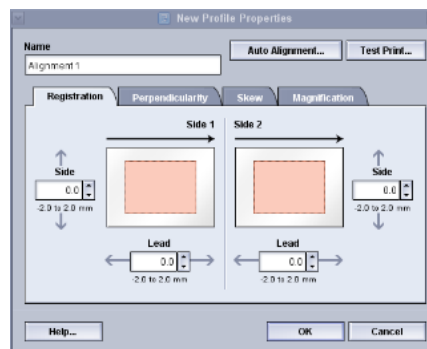 New Profile Properties
Name
Auto Alignment...
Test Print...
Alignment 1
Registration
Perpendicularity
Skew
Magnification
Side 1
Side 2
Side
0.0
-2.0 to 2.0 mm
Side
0.0
-2.0 to 2.0 mm
Lead
0.0
-2.0 to 2.0 mm
Lead
0.0
-2.0 to 2.0 mm
Help...
OK
Cancel